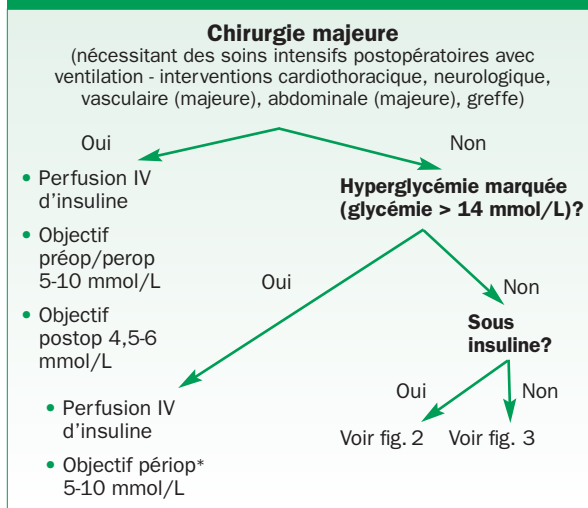 Chirurgie majeure
(nécessitant des soins intensifs postopératoires avec
ventilation - interventions cardiothoracique, neurologique,
vasculaire (majeure), abdominale (majeure), greffe)
Oui
Non
• Perfusion IV
d’insuline
• Objectif
préop/perop
5-10 mmol/L
• Objectif
postop 4,5-6
mmol/L
Hyperglycémie marquée
(glycémie > 14 mmol/L)?
Oui
Non
• Perfusion IV
d’insuline
• Objectif périop*
5-10 mmol/L
Sous
insuline?
Oui
Non
Voir fig. 2
Voir fig. 3